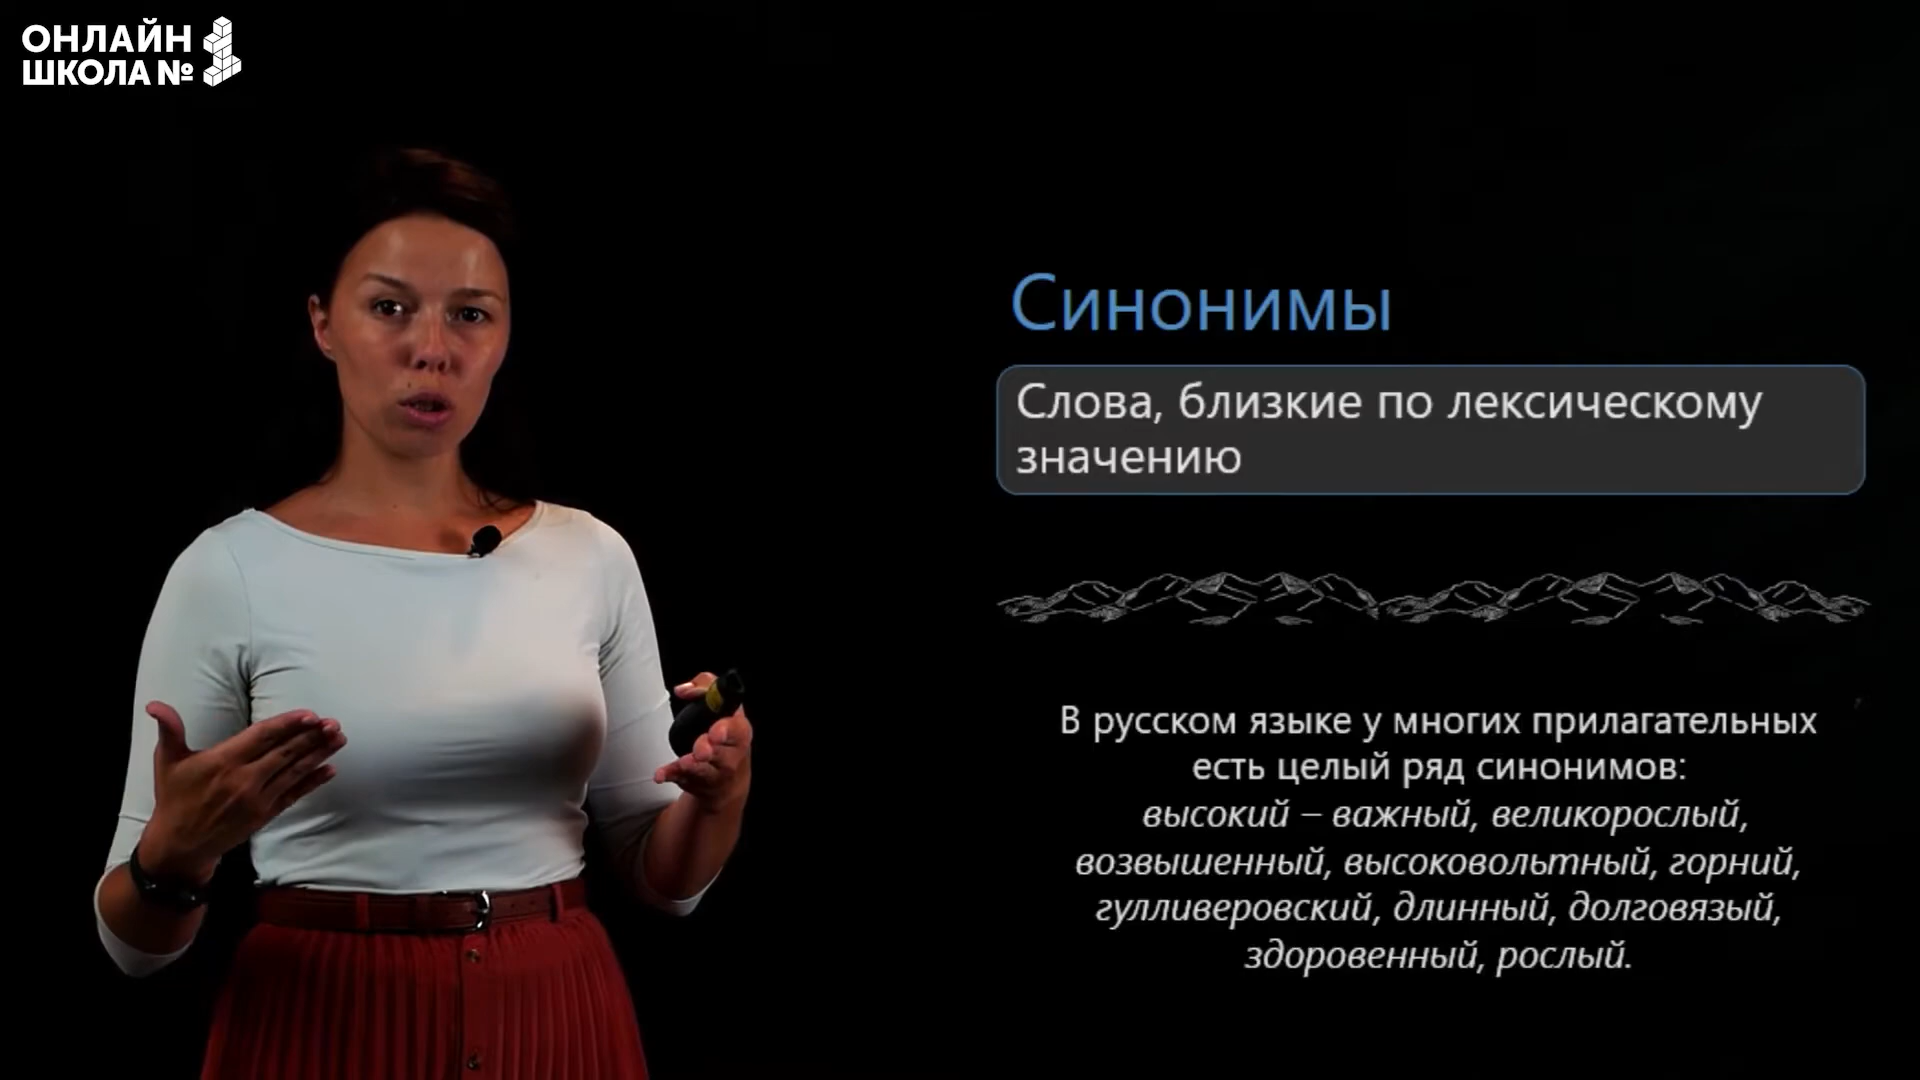 ОНЛАЙН
ШКОЛА №
Синонимы
Слова, близкие по лексическому
значению
В русском языке у многих прилагательных
есть целый ряд синонимов:
высокий – важный, великорослый,
возвышенный, высоковольтный, горний,
гулливеровский, длинный, долговязый,
здоровенный, рослый.